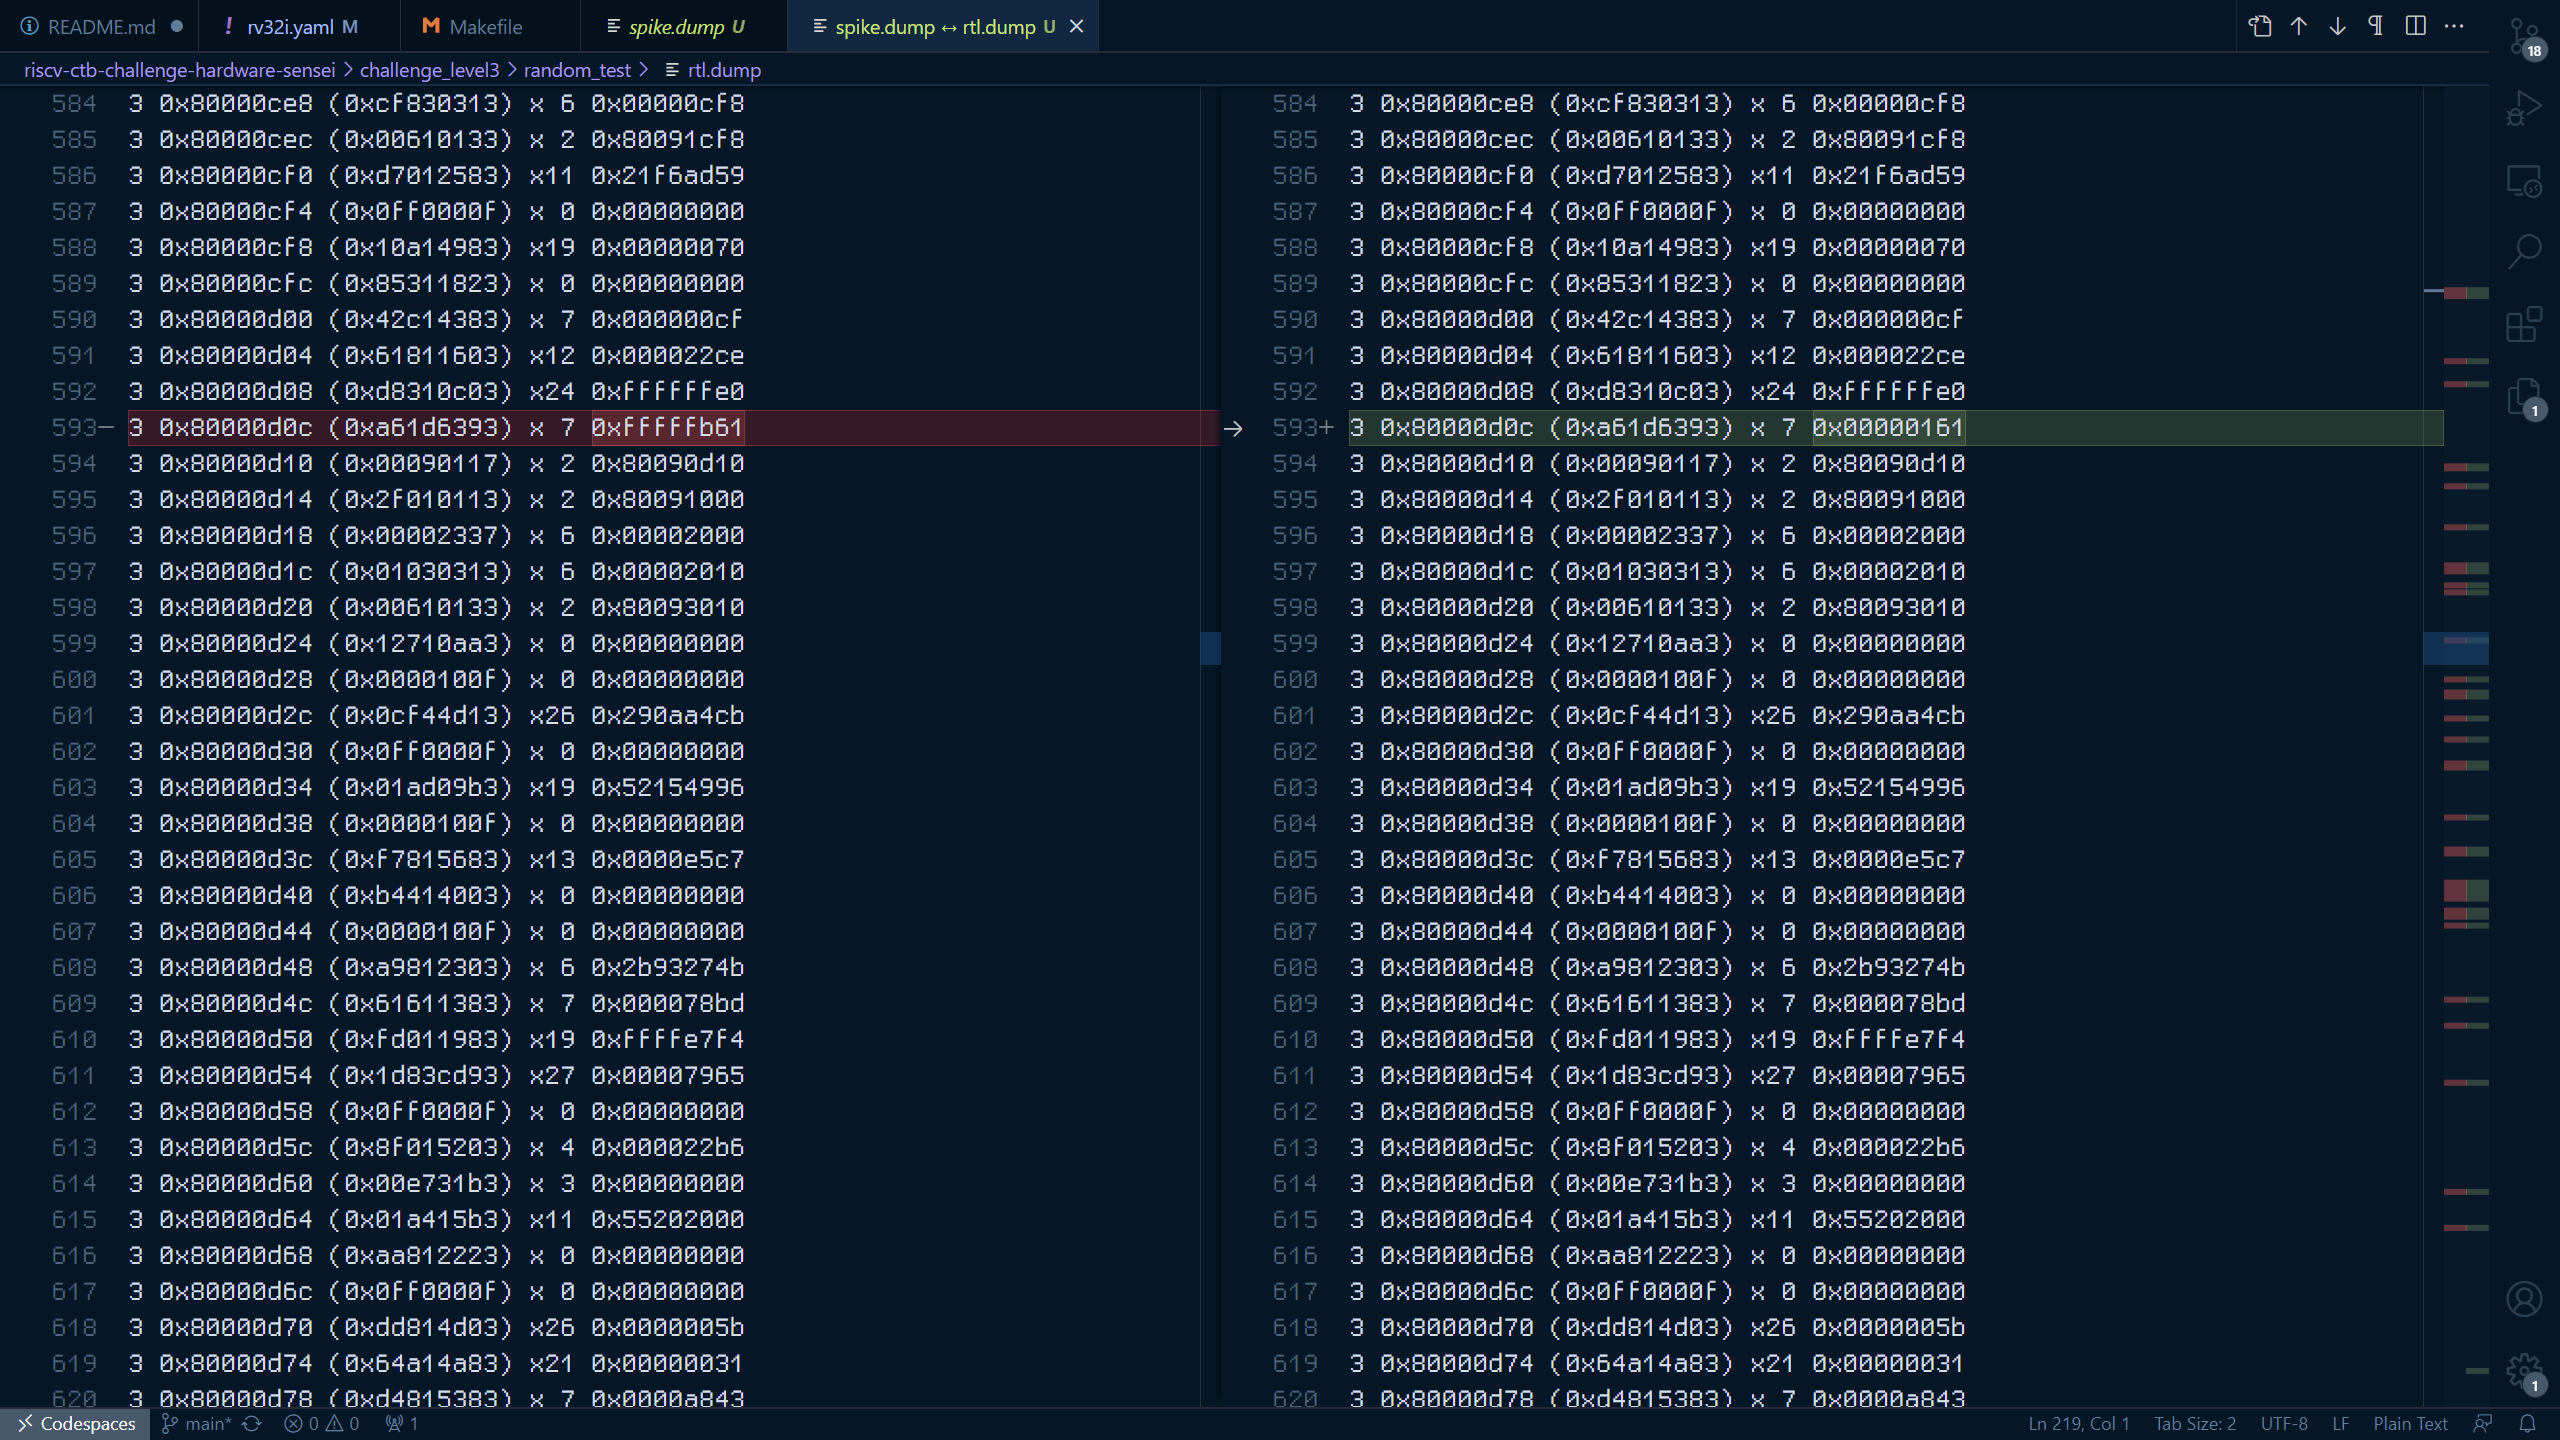 README.md
rv32i.yaml M
Makefile
spike.dump U
spike.dump ↔ rtl.dump U
riscv-ctb-challenge-hardware-sensei > challenge_level3 > random_test > rtl.dump
18
1
584 3 0x80000ce8 (0xcf830313) x 6 0x00000cf8 584 3 0x80000ce8 (0xcf830313) x 6 0x00000cf8
585 3 0x80000cec (0x00610133) x 2 0x80091cf8 585 3 0x80000cec (0x00610133) x 2 0x80091cf8
586 3 0x80000cf0 (0xd7012583) x11 0x21f6ad59 586 3 0x80000cf0 (0xd7012583) x11 0x21f6ad59
587 3 0x80000cf4 (0x0ff0000f) x 0 0x00000000 587 3 0x80000cf4 (0x0ff0000f) x 0 0x00000000
588 3 0x80000cf8 (0x10a14983) x19 0x00000070 588 3 0x80000cf8 (0x10a14983) x19 0x00000070
589 3 0x80000cfc (0x85311823) x 0 0x00000000 589 3 0x80000cfc (0x85311823) x 0 0x00000000
590 3 0x80000d00 (0x42c14383) x 7 0x000000cf 590 3 0x80000d00 (0x42c14383) x 7 0x000000cf
591 3 0x80000d04 (0x61811603) x12 0x000022ce 591 3 0x80000d04 (0x61811603) x12 0x000022ce
592 3 0x80000d08 (0xd8310c03) x24 0xffffffe0 592 3 0x80000d08 (0xd8310c03) x24 0xffffffe0
593− 3 0x80000d0c (0xa61d6393) x 7 0xfffffb61 → 593+ 3 0x80000d0c (0xa61d6393) x 7 0x00000161
594 3 0x80000d10 (0x00090117) x 2 0x80090d10 594 3 0x80000d10 (0x00090117) x 2 0x80090d10
595 3 0x80000d14 (0x2f010113) x 2 0x80091000 595 3 0x80000d14 (0x2f010113) x 2 0x80091000
596 3 0x80000d18 (0x00002337) x 6 0x00002000 596 3 0x80000d18 (0x00002337) x 6 0x00002000
597 3 0x80000d1c (0x01030313) x 6 0x00002010 597 3 0x80000d1c (0x01030313) x 6 0x00002010
598 3 0x80000d20 (0x00610133) x 2 0x80093010 598 3 0x80000d20 (0x00610133) x 2 0x80093010
599 3 0x80000d24 (0x12710aa3) x 0 0x00000000 599 3 0x80000d24 (0x12710aa3) x 0 0x00000000
600 3 0x80000d28 (0x0000100f) x 0 0x00000000 600 3 0x80000d28 (0x0000100f) x 0 0x00000000
601 3 0x80000d2c (0x0cf44d13) x26 0x290aa4cb 601 3 0x80000d2c (0x0cf44d13) x26 0x290aa4cb
602 3 0x80000d30 (0x0ff0000f) x 0 0x00000000 602 3 0x80000d30 (0x0ff0000f) x 0 0x00000000
603 3 0x80000d34 (0x01ad09b3) x19 0x52154996 603 3 0x80000d34 (0x01ad09b3) x19 0x52154996
604 3 0x80000d38 (0x0000100f) x 0 0x00000000 604 3 0x80000d38 (0x0000100f) x 0 0x00000000
605 3 0x80000d3c (0xf7815683) x13 0x0000e5c7 605 3 0x80000d3c (0xf7815683) x13 0x0000e5c7
606 3 0x80000d40 (0xb4414003) x 0 0x00000000 606 3 0x80000d40 (0xb4414003) x 0 0x00000000
607 3 0x80000d44 (0x0000100f) x 0 0x00000000 607 3 0x80000d44 (0x0000100f) x 0 0x00000000
608 3 0x80000d48 (0xa9812303) x 6 0x2b93274b 608 3 0x80000d48 (0xa9812303) x 6 0x2b93274b
609 3 0x80000d4c (0x61611383) x 7 0x000078bd 609 3 0x80000d4c (0x61611383) x 7 0x000078bd
610 3 0x80000d50 (0xfd011983) x19 0xffffe7f4 610 3 0x80000d50 (0xfd011983) x19 0xffffe7f4
611 3 0x80000d54 (0x1d83cd93) x27 0x00007965 611 3 0x80000d54 (0x1d83cd93) x27 0x00007965
612 3 0x80000d58 (0x0ff0000f) x 0 0x00000000 612 3 0x80000d58 (0x0ff0000f) x 0 0x00000000
613 3 0x80000d5c (0x8f015203) x 4 0x000022b6 613 3 0x80000d5c (0x8f015203) x 4 0x000022b6
614 3 0x80000d60 (0x00e731b3) x 3 0x00000000 614 3 0x80000d60 (0x00e731b3) x 3 0x00000000
615 3 0x80000d64 (0x01a415b3) x11 0x55202000 615 3 0x80000d64 (0x01a415b3) x11 0x55202000
616 3 0x80000d68 (0xaa812223) x 0 0x00000000 616 3 0x80000d68 (0xaa812223) x 0 0x00000000
617 3 0x80000d6c (0x0ff0000f) x 0 0x00000000 617 3 0x80000d6c (0x0ff0000f) x 0 0x00000000
618 3 0x80000d70 (0xdd814d03) x26 0x0000005b 618 3 0x80000d70 (0xdd814d03) x26 0x0000005b
619 3 0x80000d74 (0x64a14a83) x21 0x00000031 619 3 0x80000d74 (0x64a14a83) x21 0x00000031
620 3 0x80000d78 (0xd4815383) x 7 0x0000a843 620 3 0x80000d78 (0xd4815383) x 7 0x0000a843
1
Codespaces main* 0 0 1 Ln 219, Col 1 Tab Size: 2 UTF-8 LF Plain Text